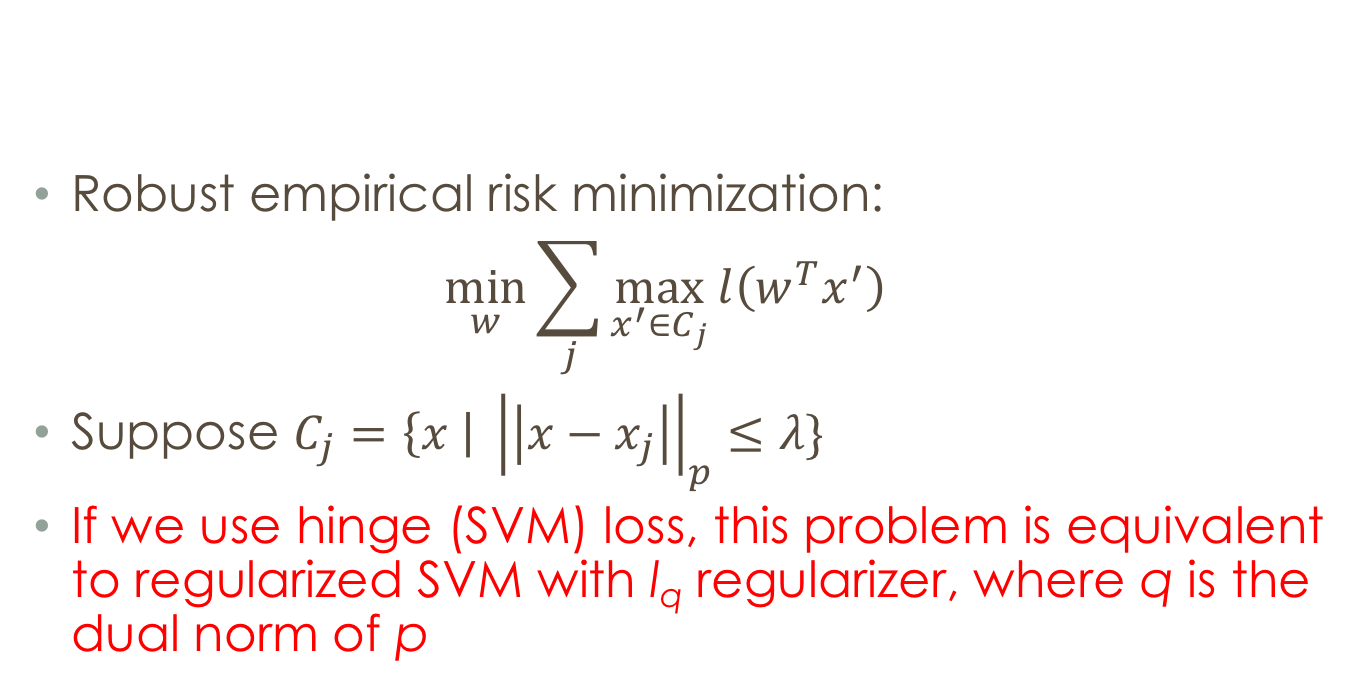 • Robust empirical risk minimization:
min_w ∑_j max_{x′∈C_j} l(w^T x′)
• Suppose C_j = {x | ||x − x_j||_p ≤ λ}
• If we use hinge (SVM) loss, this problem is equivalent
to regularized SVM with l_q regularizer, where q is the
dual norm of p